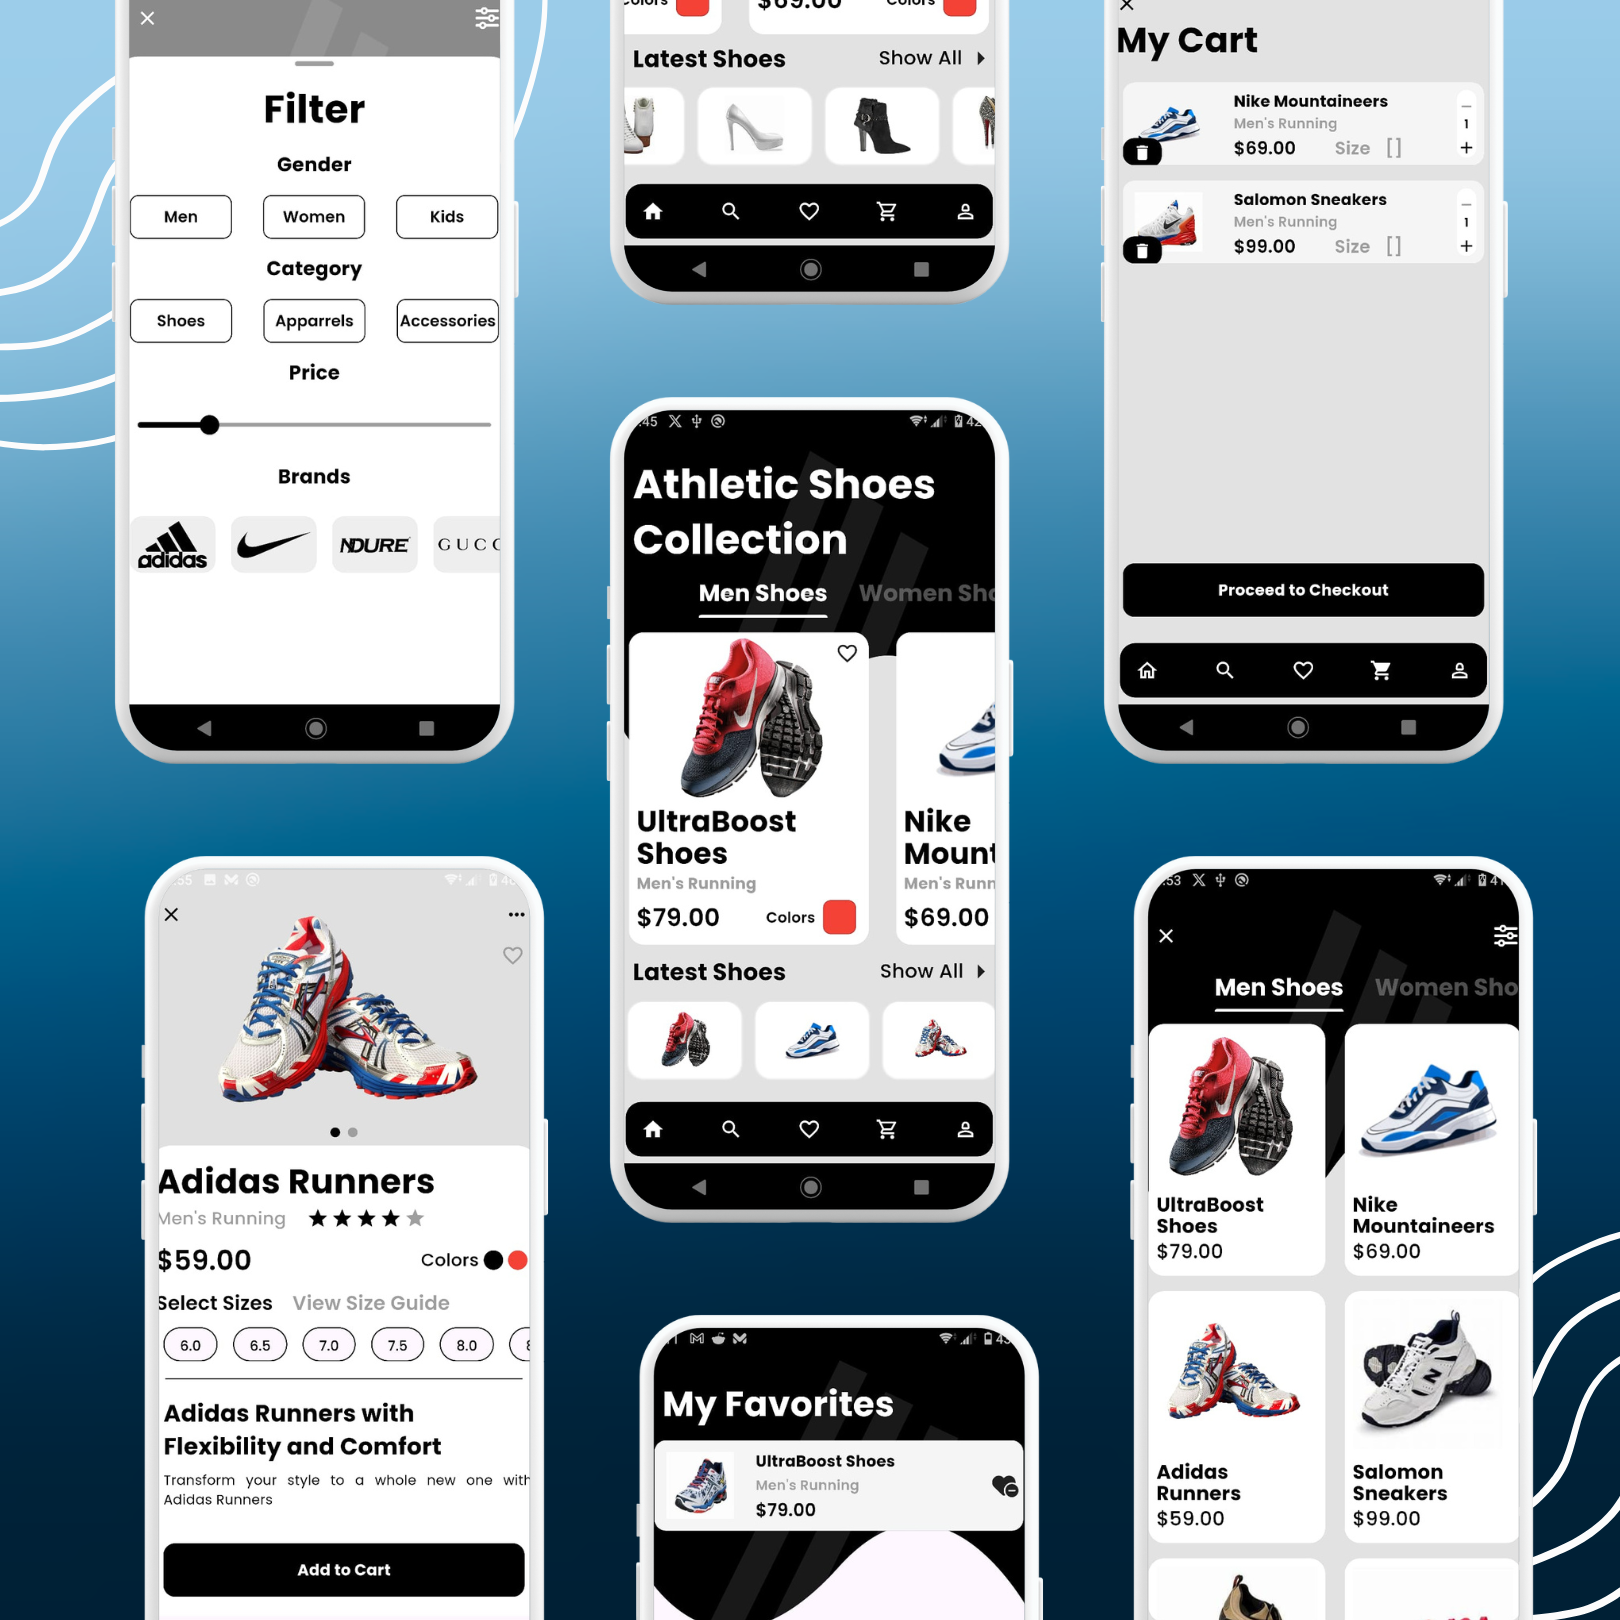 Filter
Gender
Men
Women
Kids
Category
Shoes
Apparrels
Accessories
Price
Brands
adidas
NDURE
GUCC
Colors
$69.00
Colors
Latest Shoes
Show All
My Cart
Nike Mountaineers
Men's Running
$69.00
Size []
1
Salomon Sneakers
Men's Running
$99.00
Size []
1
Proceed to Checkout
:45
42
Athletic Shoes
Collection
Men Shoes
Women Sho
UltraBoost
Shoes
Men's Running
$79.00
Colors
Nike
Mount
Men's Runn
$69.00
Latest Shoes
Show All
:55
Adidas Runners
Men's Running
$59.00
Colors
Select Sizes
View Size Guide
6.0
6.5
7.0
7.5
8.0
Adidas Runners with
Flexibility and Comfort
Transform your style to a whole new one with
Adidas Runners
Add to Cart
My Favorites
UltraBoost Shoes
Men's Running
$79.00
:53
41
Men Shoes
Women Sho
UltraBoost
Shoes
$79.00
Nike
Mountaineers
$69.00
Adidas
Runners
$59.00
N
Salomon
Sneakers
$99.00